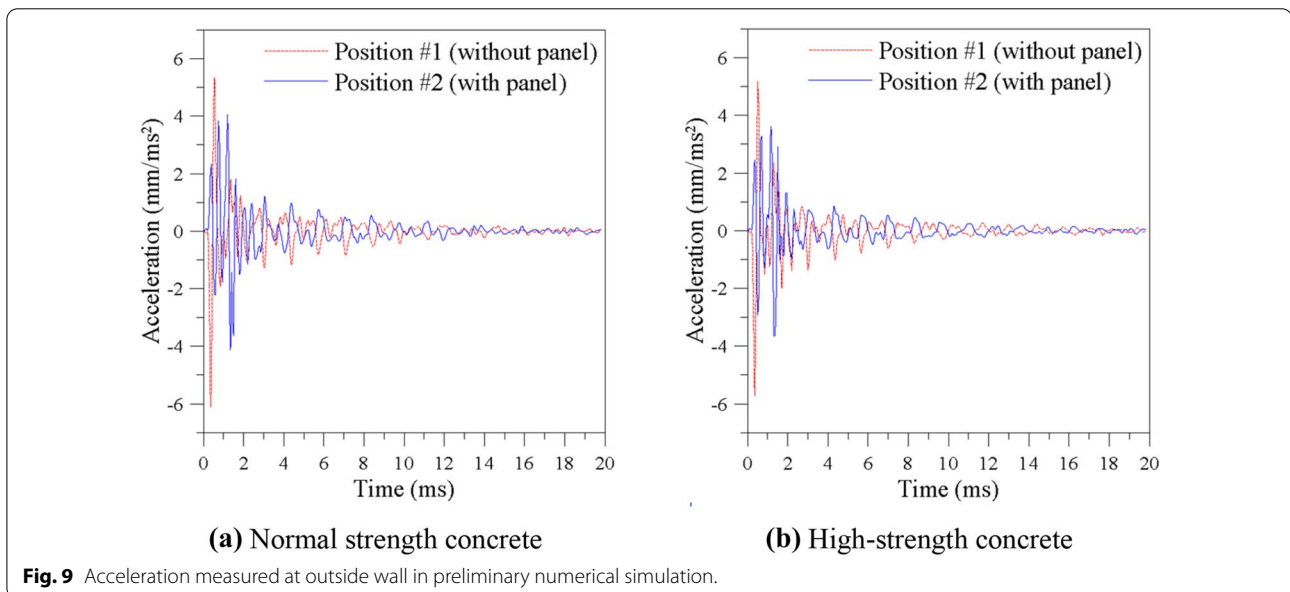 Position #1 (without panel)
Position #2 (with panel)
Acceleration (mm/ms²)
6
4
2
0
-2
-4
-6
0 2 4 6 8 10 12 14 16 18 20
Time (ms)
(a) Normal strength concrete
Position #1 (without panel)
Position #2 (with panel)
Acceleration (mm/ms²)
6
4
2
0
-2
-4
-6
0 2 4 6 8 10 12 14 16 18 20
Time (ms)
(b) High-strength concrete
Fig. 9 Acceleration measured at outside wall in preliminary numerical simulation.